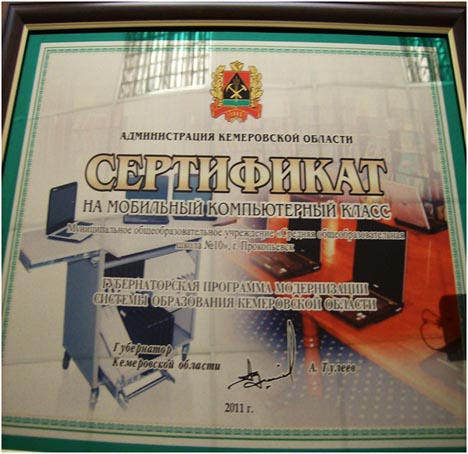 АДМИНИСТРАЦИЯ КЕМЕРОВСКОЙ ОБЛАСТИ
СЕРТИФИКАТ
НА МОБИЛЬНЫЙ КОМПЬЮТЕРНЫЙ КЛАСС
Муниципальное общеобразовательное учреждение «Средняя общеобразовательная
школа №10», г. Прокопьевск
ГУБЕРНАТОРСКАЯ ПРОГРАММА МОДЕРНИЗАЦИИ
СИСТЕМЫ ОБРАЗОВАНИЯ КЕМЕРОВСКОЙ ОБЛАСТИ
Губернатор
Кемеровской области А. Тулеев
2011 г.